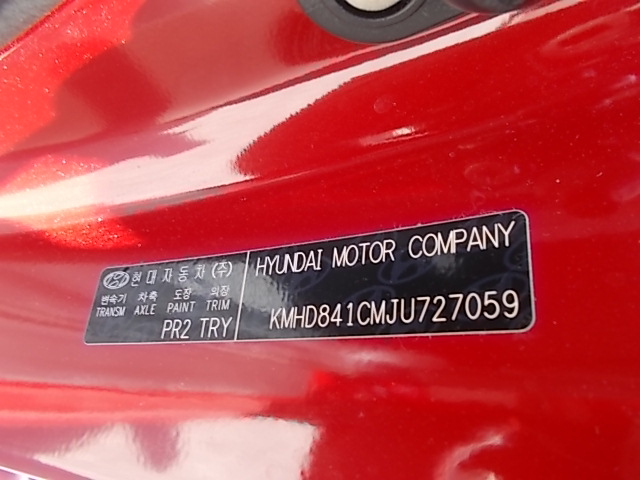 현대자동차(주)
변속기 차축 도장 의장
TRANSM AXLE PAINT TRIM
PR2 TRY
HYUNDAI MOTOR COMPANY
KMHD841CMJU727059